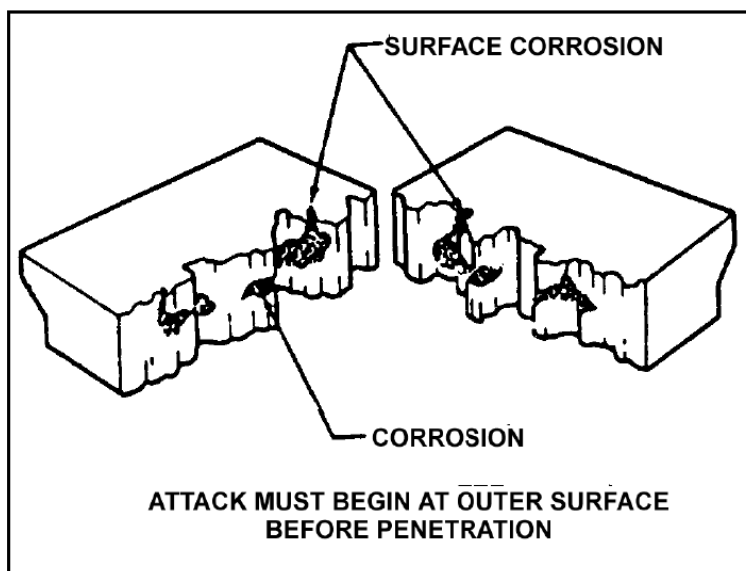 SURFACE CORROSION
CORROSION
ATTACK MUST BEGIN AT OUTER SURFACE
BEFORE PENETRATION